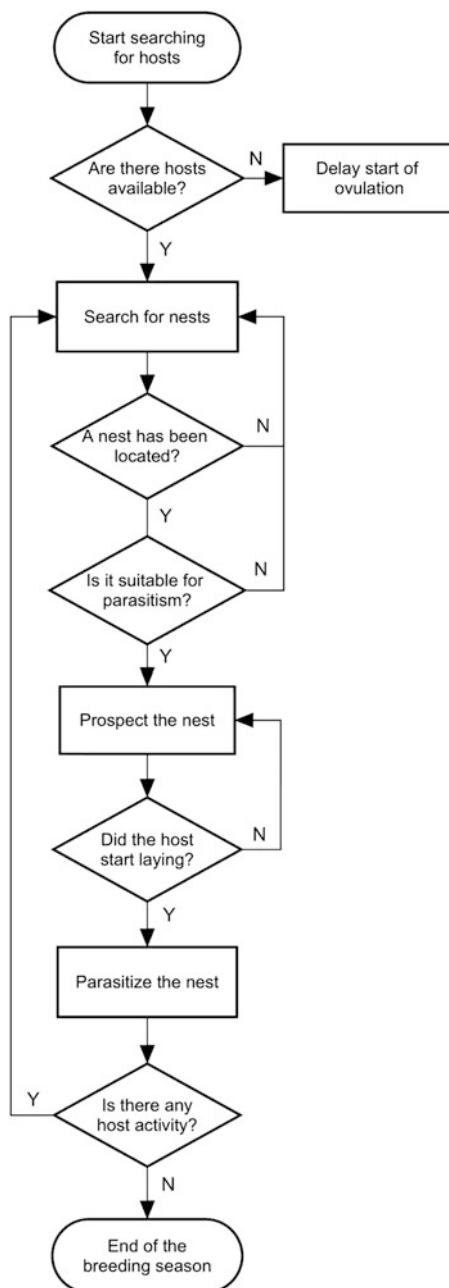 Start searching
for hosts
Are there hosts
available?
N
Delay start of
ovulation
Y
Search for nests
A nest has been
located?
N
Y
Is it suitable for
parasitism?
N
Y
Prospect the nest
Did the host
start laying?
N
Y
Parasitize the nest
Is there any
host activity?
Y
N
End of the
breeding season